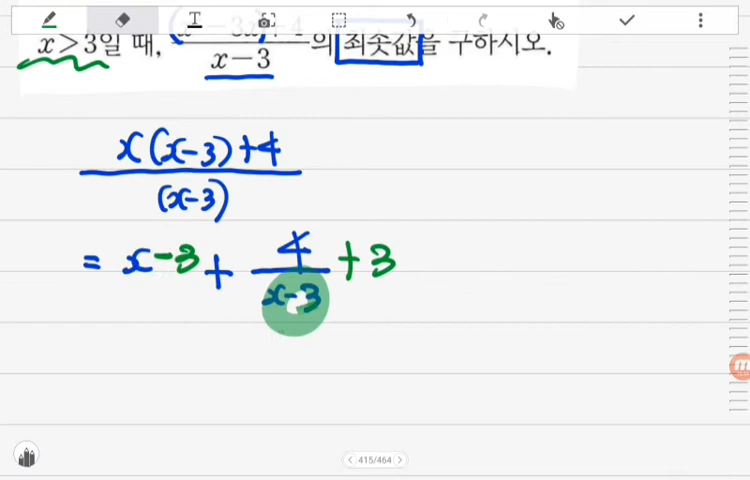 x>3일 때, 의 최솟값을 구하시오.
x-3
x(x-3)+4
(x-3)
= x-3 + 4 +3
x-3
415/464